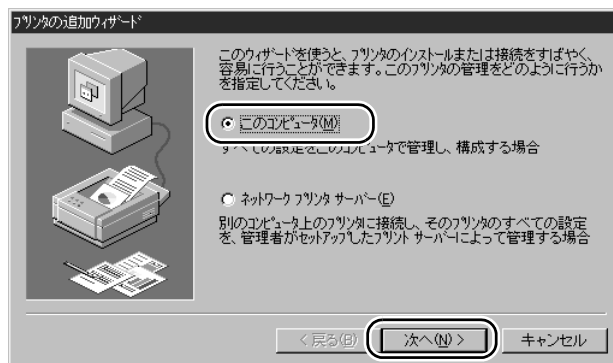 プリンタの追加ウィザード
このウィザードを使うと、プリンタのインストールまたは接続をすばやく、
容易に行うことができます。このプリンタの管理をどのように行うか
を指定してください。
このコンピュータ(M)
すべての設定をこのコンピュータで管理し、構成する場合
ネットワーク プリンタ サーバー(E)
別のコンピュータ上のプリンタに接続し、そのプリンタのすべての設定
を、管理者がセットアップしたプリント サーバーによって管理する場合
< 戻る(B)
次へ(N) >
キャンセル